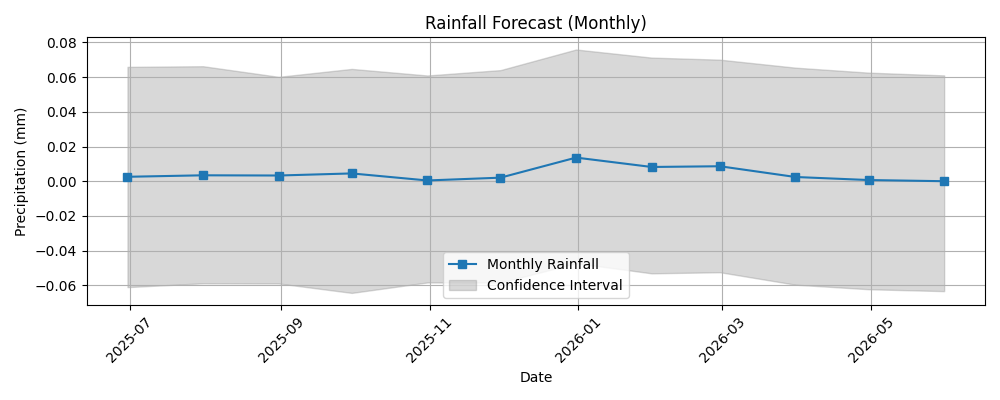 Rainfall Forecast (Monthly)
Precipitation (mm)
0.08
0.06
0.04
0.02
0.00
−0.02
−0.04
−0.06
Monthly Rainfall
Confidence Interval
2025-07
2025-09
2025-11
2026-01
2026-03
2026-05
Date